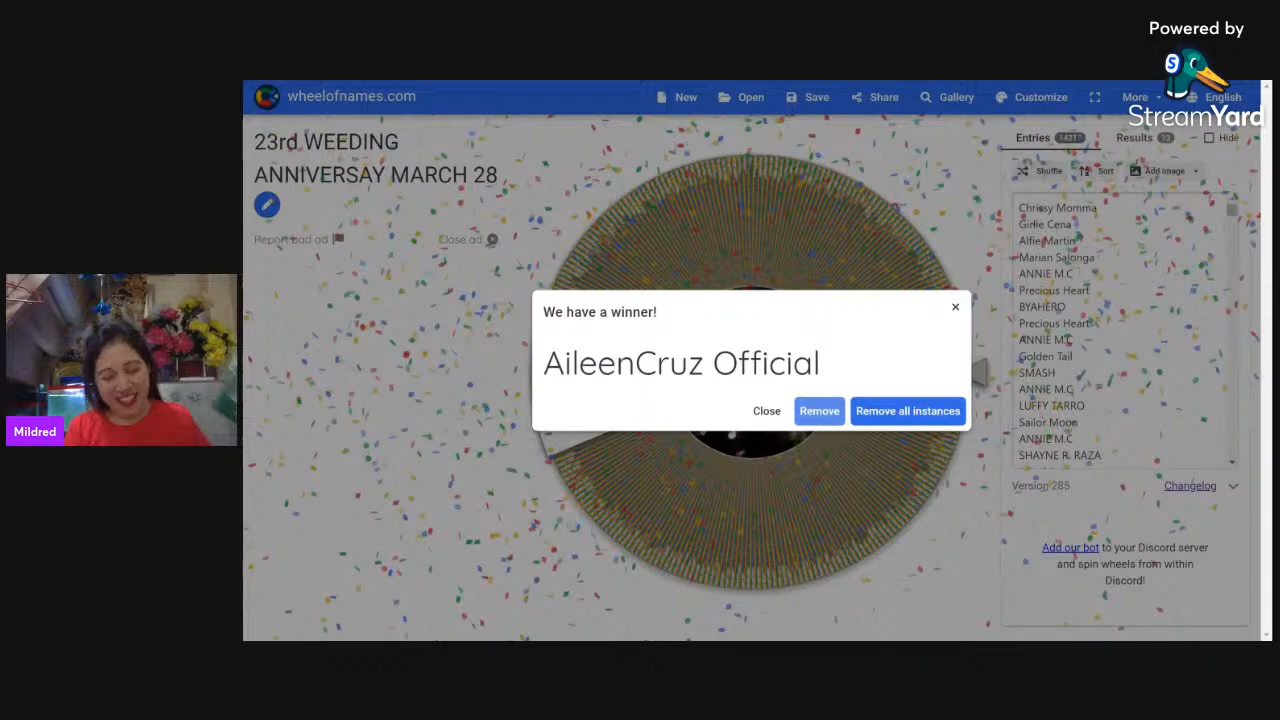 Powered by
StreamYard
wheelofnames.com
New
Open
Save
Share
Gallery
Customize
More
English
23rd WEEDING
ANNIVERSAY MARCH 28
Report bad ad
Close ad
Entries 14217
Results 13
Hide
Shuffle
Sort
Add image
Chrissy Momma
Girlie Cena
Alfie Martin
Marian Salonga
ANNIE M.C
Precious Heart
BYAHERO
Precious Heart
ANNIE M.C
Golden Tail
SMASH
ANNIE M.C
LUFFY TARRO
Sailor Moon
ANNIE M.C
SHAYNE R. RAZA
We have a winner!
AileenCruz Official
Close
Remove
Remove all instances
Mildred
Version 285
Changelog
Add our bot to your Discord server
and spin wheels from within
Discord!